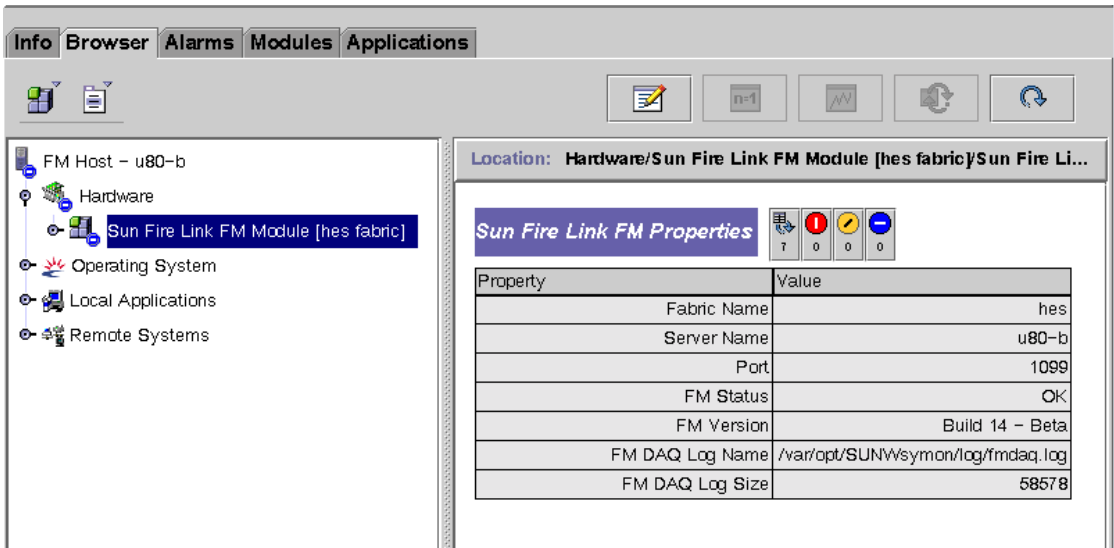 Info Browser Alarms Modules Applications
n=1
FM Host - u80-b
Hardware
Sun Fire Link FM Module [hes fabric]
Operating System
Local Applications
Remote Systems
Location: Hardware/Sun Fire Link FM Module [hes fabric]/Sun Fire Li...
Sun Fire Link FM Properties
7 0 0 0
Property Value
Fabric Name hes
Server Name u80-b
Port 1099
FM Status OK
FM Version Build 14 - Beta
FM DAQ Log Name /var/opt/SUNWsymon/log/fmdaq.log
FM DAQ Log Size 58578